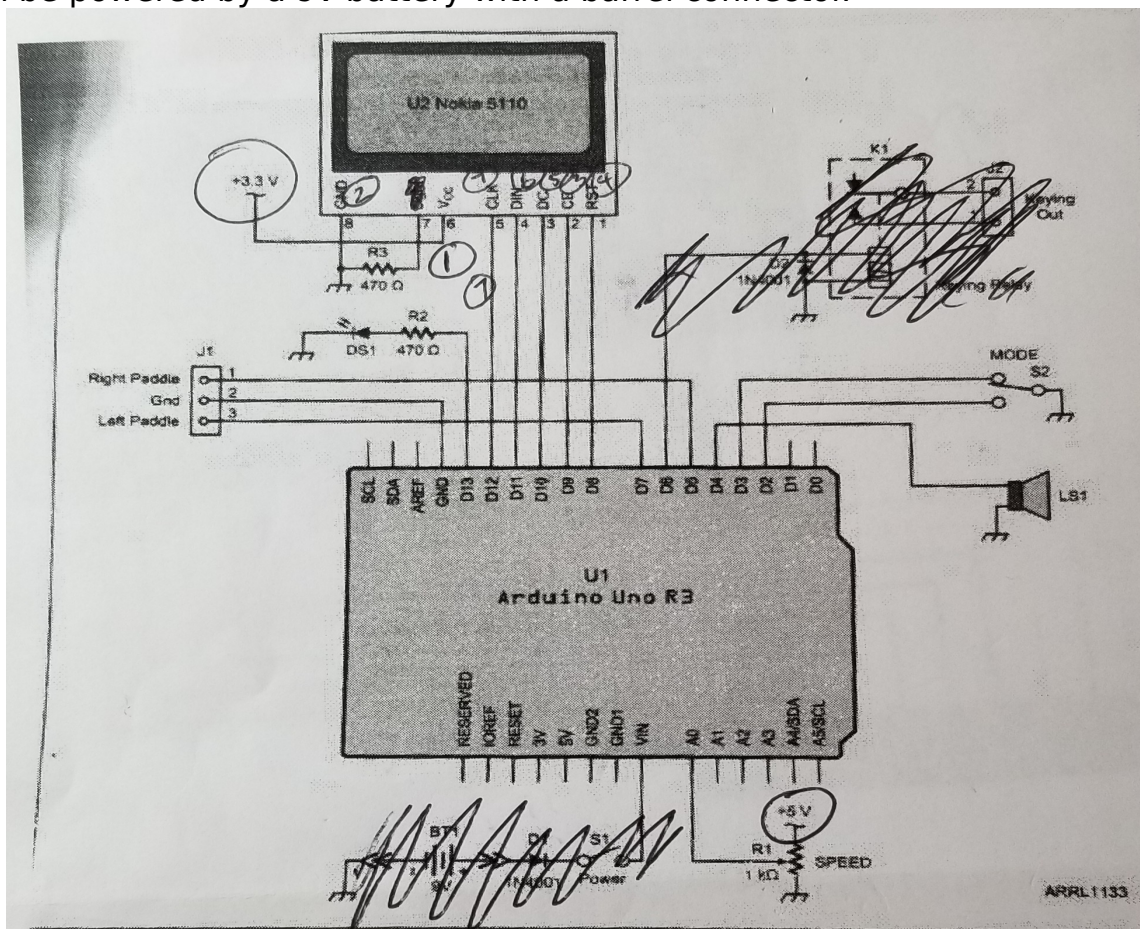 be powered by a 9V battery with a barrel connector.
U2 Nokia 5110
K1
J2
+3.3 V
2
7
6
5
3
4
GND
Vcc
CLK
DIN
DC
CE
RST
2
Keying
Out
1
8
7
6
5
4
3
2
1
R3
470 Ω
1
7
1N4001
Keying Relay
R2
DS1
470 Ω
J1
MODE
S2
Right Paddle
1
Gnd
2
Left Paddle
3
SCL
SDA
AREF
GND
D13
D12
D11
D10
D9
D8
D7
D6
D5
D4
D3
D2
D1
D0
LS1
U1
Arduino Uno R3
RESERVED
IOREF
RESET
3V
5V
GND2
GND1
VIN
A0
A1
A2
A3
A4/SDA
A5/SCL
+5 V
BT1
D1
S1
9V
1N4001
Power
R1
1 kΩ
SPEED
ARRL1133